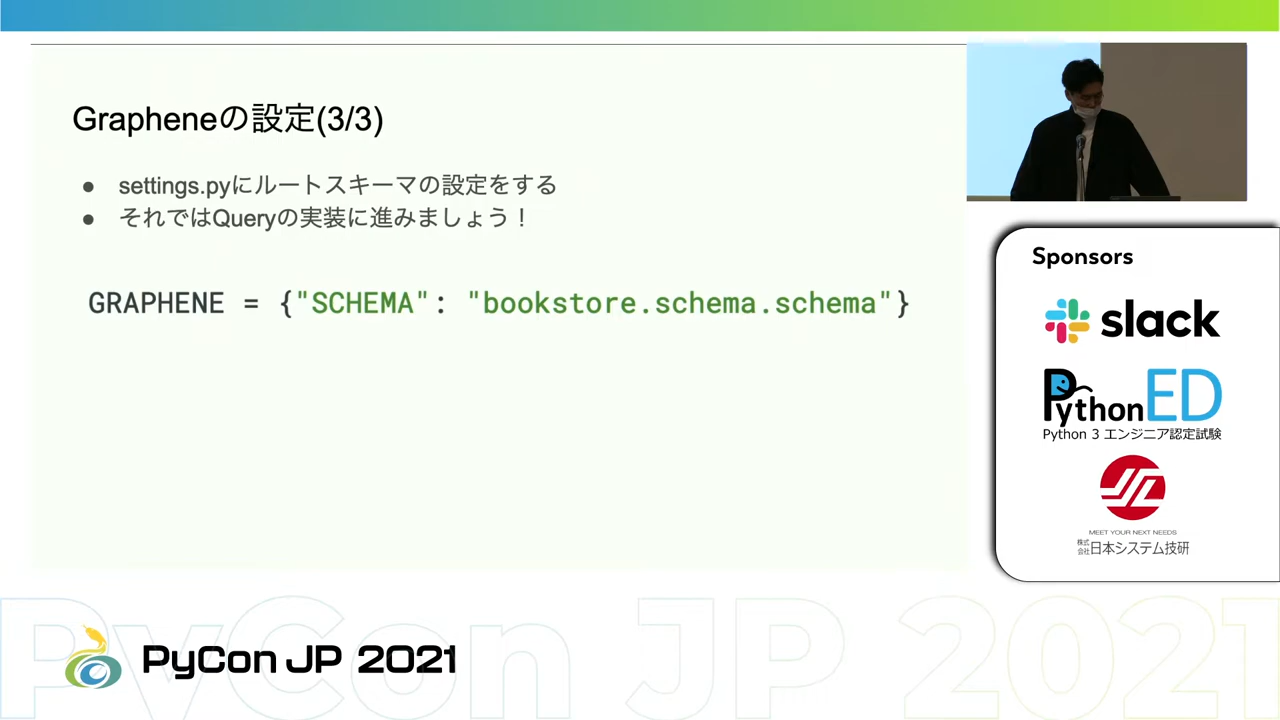 Grapheneの設定(3/3)
● settings.pyにルートスキーマの設定をする
● それではQueryの実装に進みましょう！
GRAPHENE = {"SCHEMA": "bookstore.schema.schema"}
Sponsors
slack
PythonED
Python 3 エンジニア認定試験
MEET YOUR NEXT NEEDS
株式会社日本システム技研
PyCon JP 2021
PyCon JP 2021